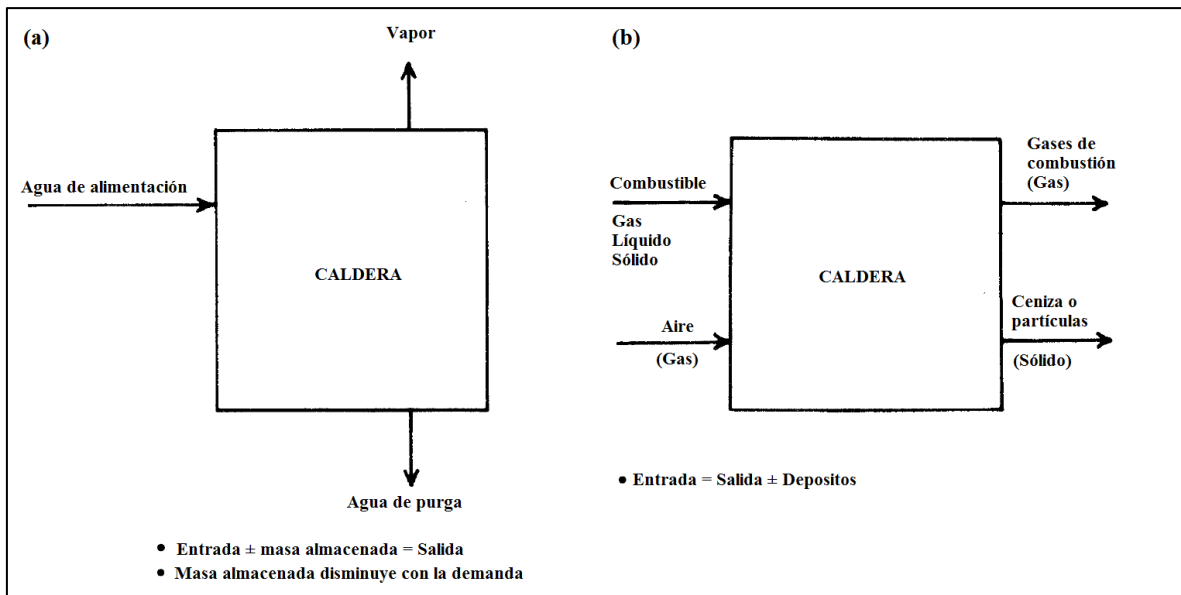 (a)
Vapor
Agua de alimentación
CALDERA
Agua de purga
• Entrada ± masa almacenada = Salida
• Masa almacenada disminuye con la demanda
(b)
Combustible
Gas
Líquido
Sólido
Aire
(Gas)
CALDERA
Gases de
combustión
(Gas)
Ceniza o
partículas
(Sólido)
• Entrada = Salida ± Depositos